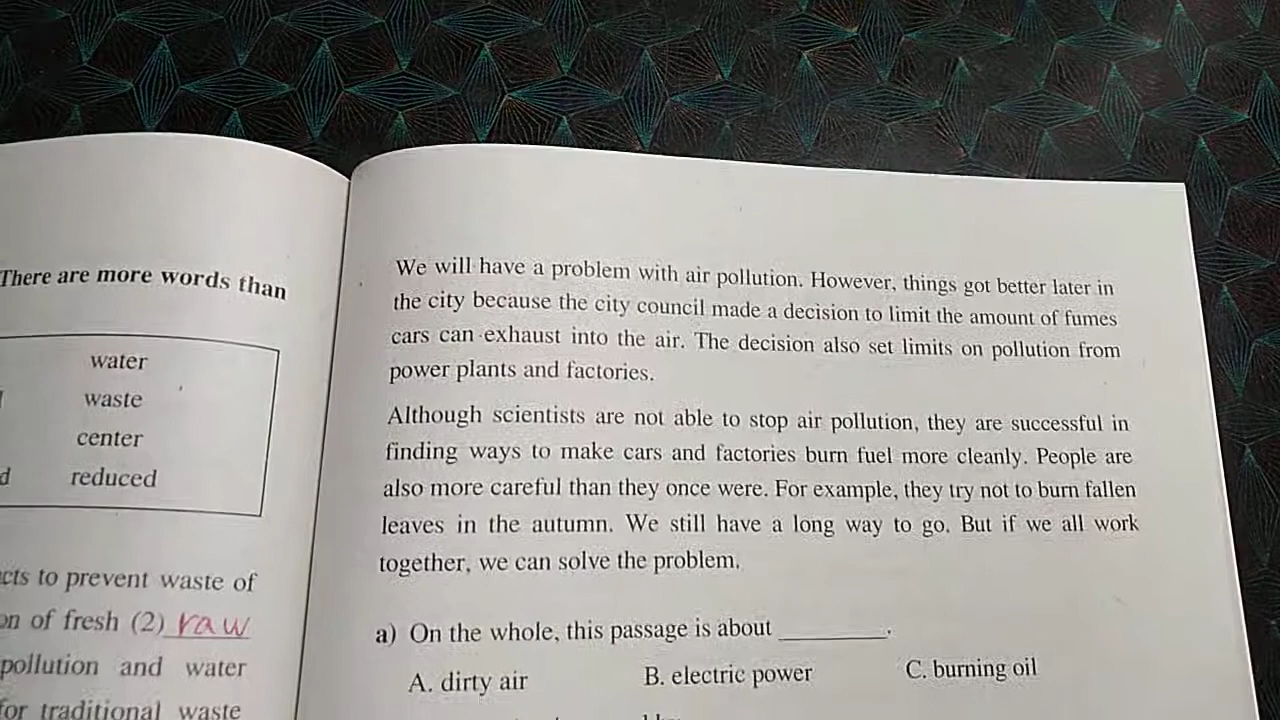 There are more words than
water
waste
center
reduced
to prevent waste of
of fresh (2) raw
pollution and water
for traditional waste
We will have a problem with air pollution. However, things got better later in
the city because the city council made a decision to limit the amount of fumes
cars can exhaust into the air. The decision also set limits on pollution from
power plants and factories.
Although scientists are not able to stop air pollution, they are successful in
finding ways to make cars and factories burn fuel more cleanly. People are
also more careful than they once were. For example, they try not to burn fallen
leaves in the autumn. We still have a long way to go. But if we all work
together, we can solve the problem.
a) On the whole, this passage is about ________.
A. dirty air B. electric power C. burning oil